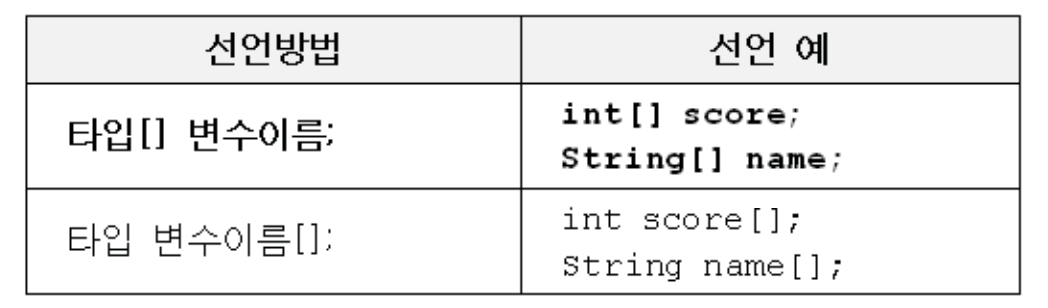 선언방법 선언 예
타입[] 변수이름;
int[] score;
String[] name;
타입 변수이름[];
int score[];
String name[];